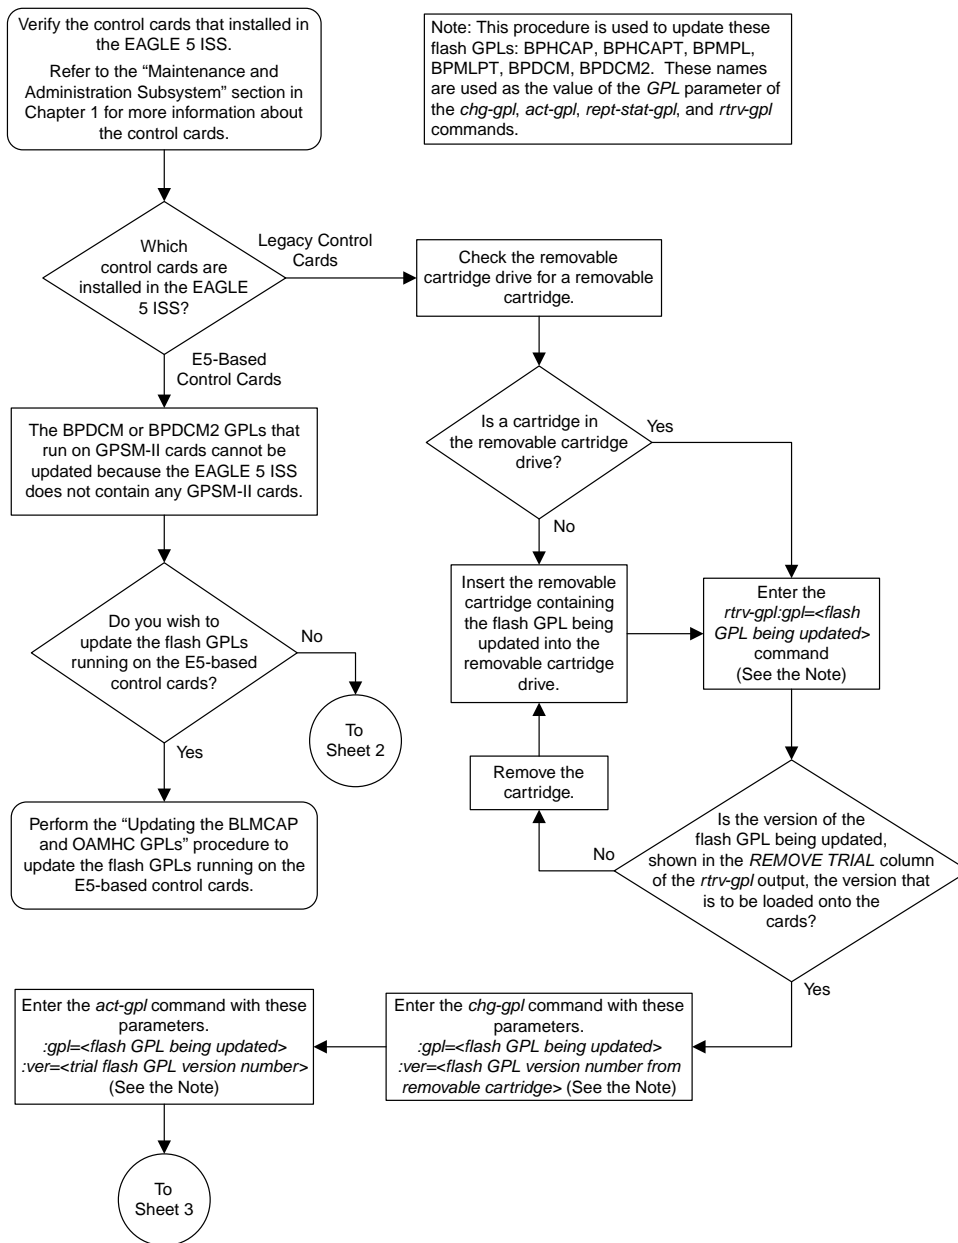 Verify the control cards that installed in
the EAGLE 5 ISS.
Refer to the “Maintenance and
Administration Subsystem” section in
Chapter 1 for more information about
the control cards.
Note: This procedure is used to update these
flash GPLs: BPHCAP, BPHCAPT, BPMPL,
BPMLPT, BPDCM, BPDCM2. These names
are used as the value of the GPL parameter of
the chg-gpl, act-gpl, rept-stat-gpl, and rtrv-gpl
commands.
Which
control cards are
installed in the EAGLE
5 ISS?
Legacy Control
Cards
Check the removable
cartridge drive for a removable
cartridge.
E5-Based
Control Cards
The BPDCM or BPDCM2 GPLs that
run on GPSM-II cards cannot be
updated because the EAGLE 5 ISS
does not contain any GPSM-II cards.
Is a cartridge in
the removable cartridge
drive?
Yes
No
Do you wish to
update the flash GPLs
running on the E5-based
control cards?
No
Yes
To
Sheet 2
Insert the removable
cartridge containing
the flash GPL being
updated into the
removable cartridge
drive.
Enter the
rtrv-gpl:gpl=<flash
GPL being updated>
command
(See the Note)
Remove the
cartridge.
Perform the “Updating the BLMCAP
and OAMHC GPLs” procedure to
update the flash GPLs running on the
E5-based control cards.
Is the version of the
flash GPL being updated,
shown in the REMOVE TRIAL column
of the rtrv-gpl output, the version that
is to be loaded onto the
cards?
No
Yes
Enter the chg-gpl command with these
parameters.
:gpl=<flash GPL being updated>
:ver=<flash GPL version number from
removable cartridge> (See the Note)
Enter the act-gpl command with these
parameters.
:gpl=<flash GPL being updated>
:ver=<trial flash GPL version number>
(See the Note)
To
Sheet 3